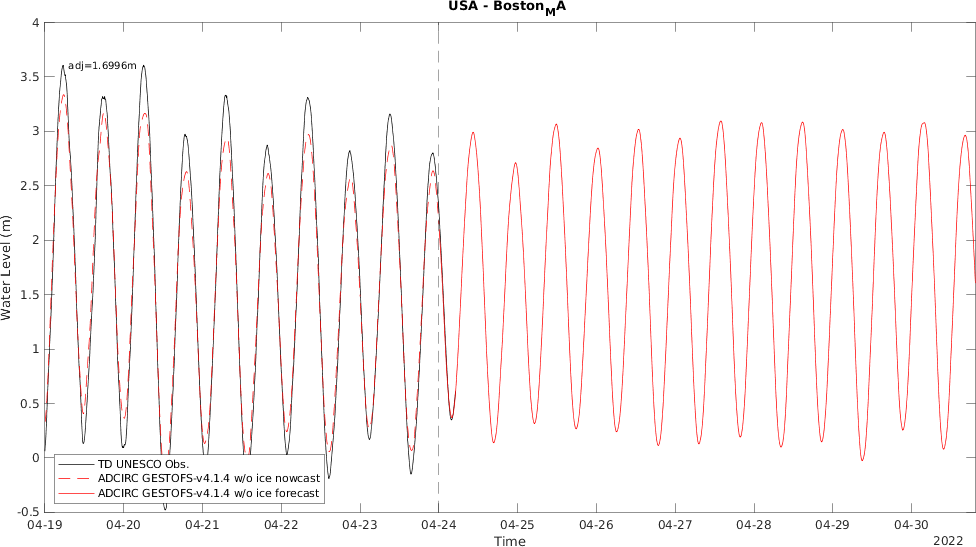 USA - BostonMA
4
3.5
3
2.5
2
1.5
1
0.5
0
-0.5
Water Level (m)
adj=1.6996m
TD UNESCO Obs.
ADCIRC GESTOFS-v4.1.4 w/o ice nowcast
ADCIRC GESTOFS-v4.1.4 w/o ice forecast
04-19 04-20 04-21 04-22 04-23 04-24 04-25 04-26 04-27 04-28 04-29 04-30
Time
2022